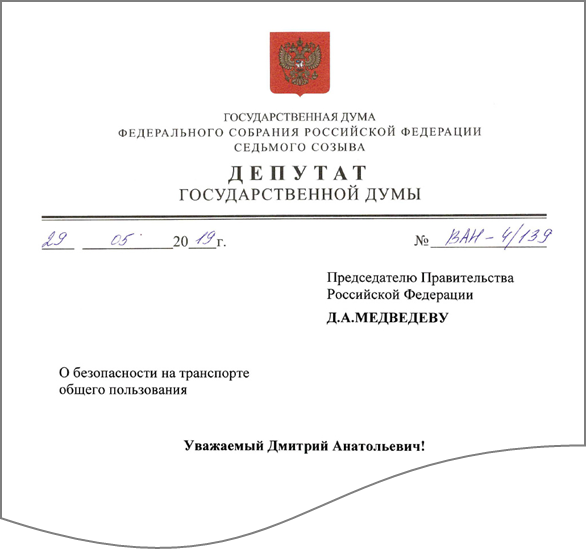 ГОСУДАРСТВЕННАЯ ДУМА
ФЕДЕРАЛЬНОГО СОБРАНИЯ РОССИЙСКОЙ ФЕДЕРАЦИИ
СЕДЬМОГО СОЗЫВА
ДЕПУТАТ
ГОСУДАРСТВЕННОЙ ДУМЫ
29 05 2019 г. № ВАН-4/139
Председателю Правительства
Российской Федерации
Д.А.МЕДВЕДЕВУ
О безопасности на транспорте
общего пользования
Уважаемый Дмитрий Анатольевич!